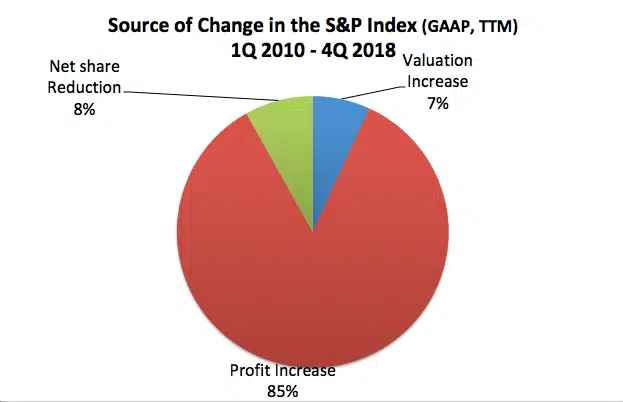 Source of Change in the S&P Index (GAAP, TTM)
1Q 2010 - 4Q 2018
Net share
Reduction
8%
Valuation
Increase
7%
Profit Increase
85%